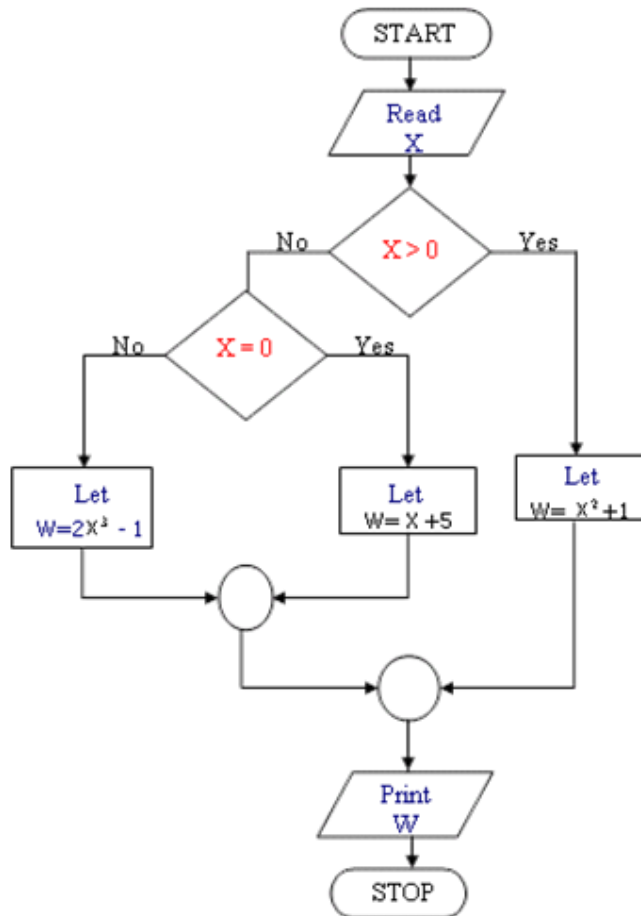 START
Read
X
X > 0
No
Yes
X = 0
No
Yes
Let
W=2X³ - 1
Let
W= X +5
Let
W= X² +1
Print
W
STOP